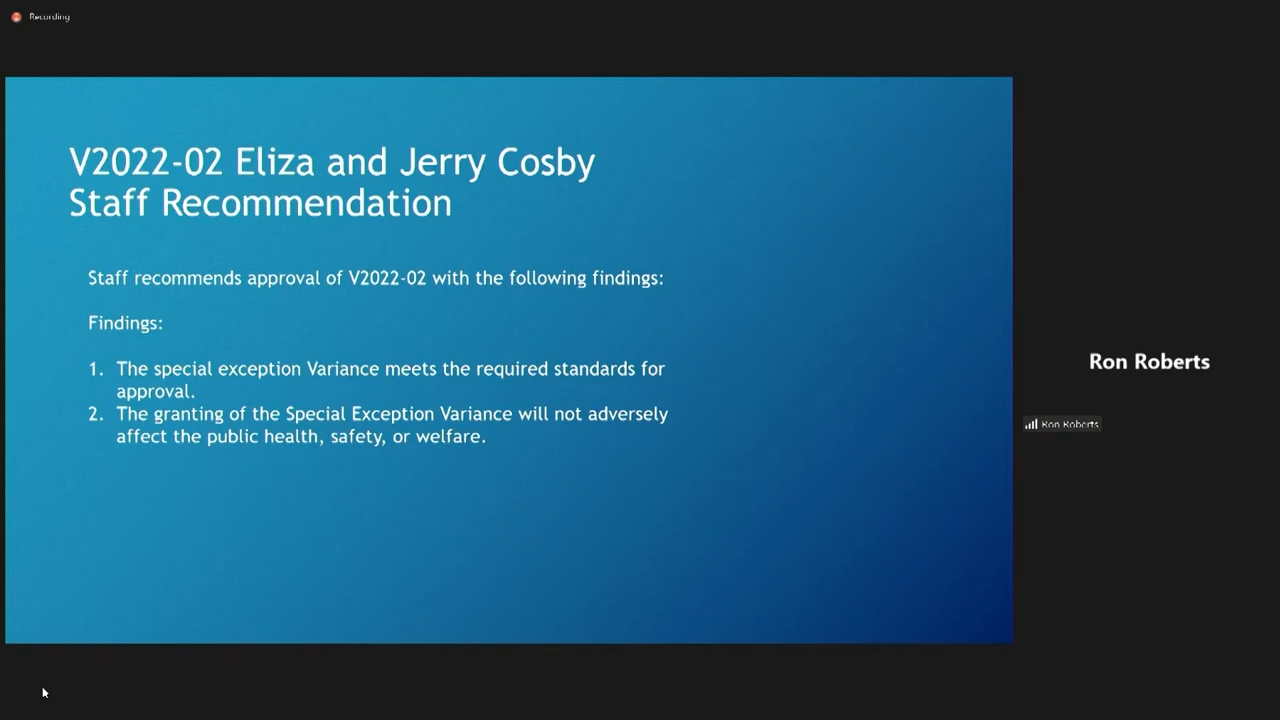 Recording
V2022-02 Eliza and Jerry Cosby
Staff Recommendation
Staff recommends approval of V2022-02 with the following findings:
Findings:
1. The special exception Variance meets the required standards for
approval.
2. The granting of the Special Exception Variance will not adversely
affect the public health, safety, or welfare.
Ron Roberts
Ron Roberts